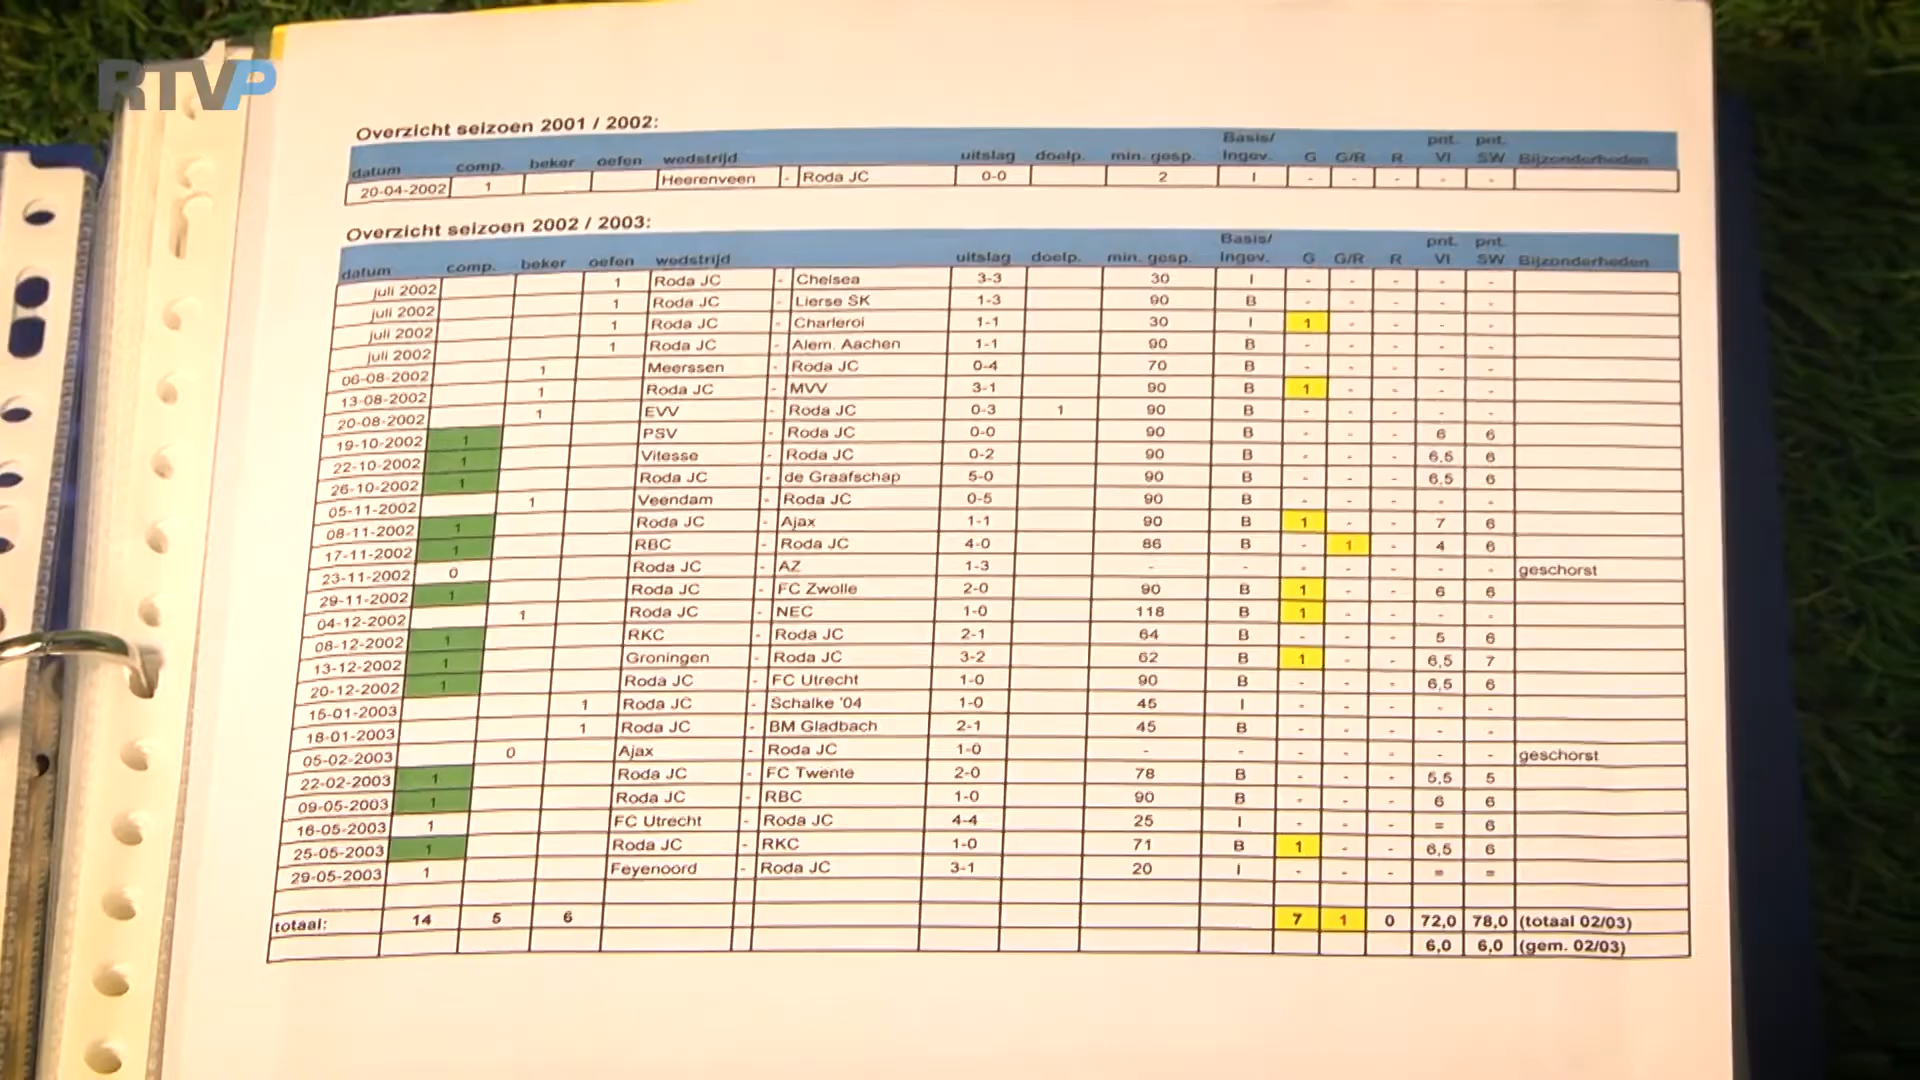 RTVP
Overzicht seizoen 2001 / 2002:
datum comp. beker oefen wedstrijd uitslag doelp. min. gesp. Basis/ Ingev. G G/R R pnt. VI pnt. SW Bijzonderheden
20-04-2002 1 Heerenveen - Roda JC 0-0 2 I - - - - -
Overzicht seizoen 2002 / 2003:
datum comp. beker oefen wedstrijd uitslag doelp. min. gesp. Basis/ Ingev. G G/R R pnt. VI pnt. SW Bijzonderheden
juli 2002 1 Roda JC - Chelsea 3-3 30 I - - - - -
juli 2002 1 Roda JC - Lierse SK 1-3 90 B - - - - -
juli 2002 1 Roda JC - Charleroi 1-1 30 I 1 - - - -
juli 2002 1 Roda JC - Alem. Aachen 1-1 90 B - - - - -
06-08-2002 1 Meerssen - Roda JC 0-4 70 B - - - - -
13-08-2002 1 Roda JC - MVV 3-1 90 B 1 - - - -
20-08-2002 1 EVV - Roda JC 0-3 1 90 B - - - - -
19-10-2002 1 PSV - Roda JC 0-0 90 B - - - 6 6
22-10-2002 1 Vitesse - Roda JC 0-2 90 B - - - 6,5 6
26-10-2002 1 Roda JC - de Graafschap 5-0 90 B - - - 6,5 6
05-11-2002 1 Veendam - Roda JC 0-5 90 B - - - - -
08-11-2002 1 Roda JC - Ajax 1-1 90 B 1 - - 7 6
17-11-2002 1 RBC - Roda JC 4-0 86 B - 1 - 4 6
23-11-2002 0 Roda JC - AZ 1-3 - - - - - - - geschorst
29-11-2002 1 Roda JC - FC Zwolle 2-0 90 B 1 - - 6 6
04-12-2002 1 Roda JC - NEC 1-0 118 B 1 - - - -
08-12-2002 1 RKC - Roda JC 2-1 64 B - - - 5 6
13-12-2002 1 Groningen - Roda JC 3-2 62 B 1 - - 6,5 7
20-12-2002 1 Roda JC - FC Utrecht 1-0 90 B - - - 6,5 6
15-01-2003 1 Roda JC - Schalke '04 1-0 45 I - - - - -
18-01-2003 1 Roda JC - BM Gladbach 2-1 45 B - - - - -
05-02-2003 0 Ajax - Roda JC 1-0 - - - - - - - geschorst
22-02-2003 1 Roda JC - FC Twente 2-0 78 B - - - 5,5 5
09-05-2003 1 Roda JC - RBC 1-0 90 B - - - 6 6
16-05-2003 1 FC Utrecht - Roda JC 4-4 25 I - - - = 6
25-05-2003 1 Roda JC - RKC 1-0 71 B 1 - - 6,5 6
29-05-2003 1 Feyenoord - Roda JC 3-1 20 I - - - = =
totaal: 14 5 6 7 1 0 72,0 78,0 (totaal 02/03)
6,0 6,0 (gem. 02/03)